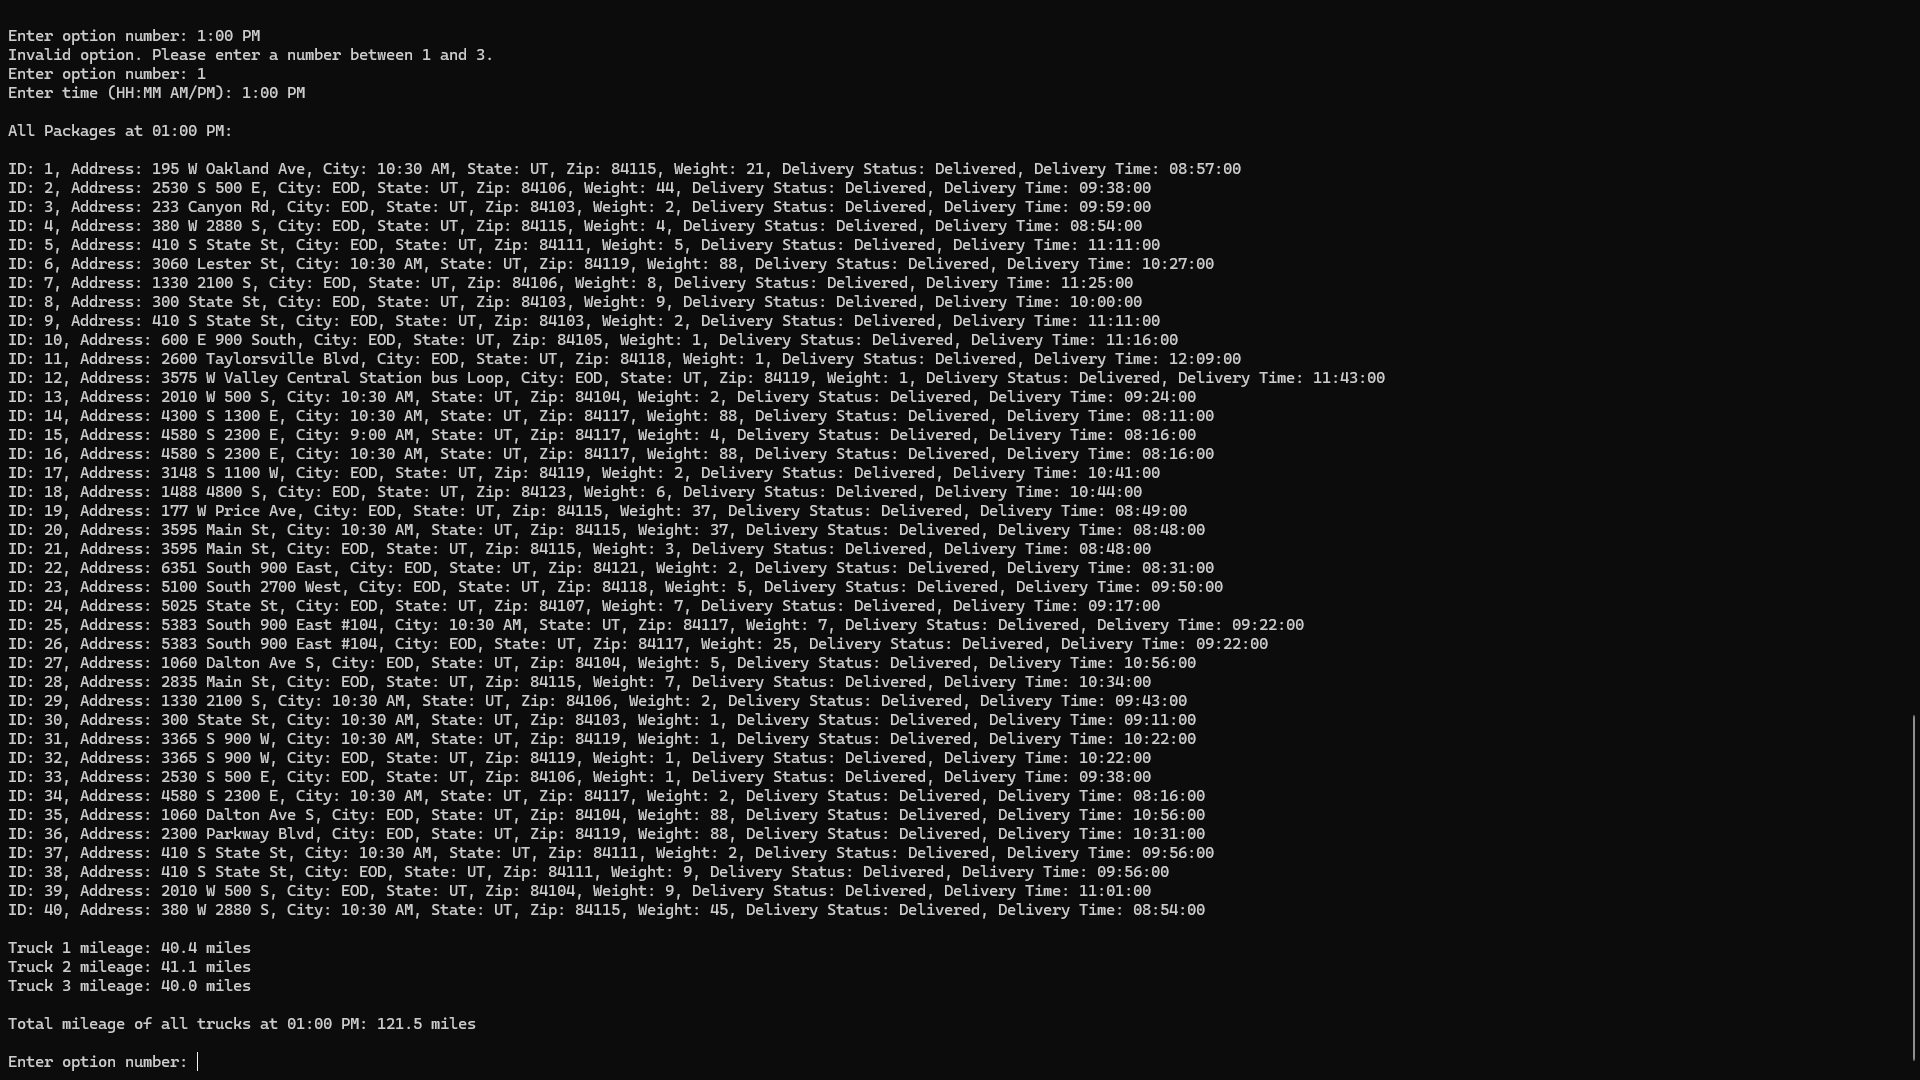 Enter option number: 1:00 PM
Invalid option. Please enter a number between 1 and 3.
Enter option number: 1
Enter time (HH:MM AM/PM): 1:00 PM
All Packages at 01:00 PM:
ID: 1, Address: 195 W Oakland Ave, City: 10:30 AM, State: UT, Zip: 84115, Weight: 21, Delivery Status: Delivered, Delivery Time: 08:57:00
ID: 2, Address: 2530 S 500 E, City: EOD, State: UT, Zip: 84106, Weight: 44, Delivery Status: Delivered, Delivery Time: 09:38:00
ID: 3, Address: 233 Canyon Rd, City: EOD, State: UT, Zip: 84103, Weight: 2, Delivery Status: Delivered, Delivery Time: 09:59:00
ID: 4, Address: 380 W 2880 S, City: EOD, State: UT, Zip: 84115, Weight: 4, Delivery Status: Delivered, Delivery Time: 08:54:00
ID: 5, Address: 410 S State St, City: EOD, State: UT, Zip: 84111, Weight: 5, Delivery Status: Delivered, Delivery Time: 11:11:00
ID: 6, Address: 3060 Lester St, City: 10:30 AM, State: UT, Zip: 84119, Weight: 88, Delivery Status: Delivered, Delivery Time: 10:27:00
ID: 7, Address: 1330 2100 S, City: EOD, State: UT, Zip: 84106, Weight: 8, Delivery Status: Delivered, Delivery Time: 11:25:00
ID: 8, Address: 300 State St, City: EOD, State: UT, Zip: 84103, Weight: 9, Delivery Status: Delivered, Delivery Time: 10:00:00
ID: 9, Address: 410 S State St, City: EOD, State: UT, Zip: 84103, Weight: 2, Delivery Status: Delivered, Delivery Time: 11:11:00
ID: 10, Address: 600 E 900 South, City: EOD, State: UT, Zip: 84105, Weight: 1, Delivery Status: Delivered, Delivery Time: 11:16:00
ID: 11, Address: 2600 Taylorsville Blvd, City: EOD, State: UT, Zip: 84118, Weight: 1, Delivery Status: Delivered, Delivery Time: 12:09:00
ID: 12, Address: 3575 W Valley Central Station bus Loop, City: EOD, State: UT, Zip: 84119, Weight: 1, Delivery Status: Delivered, Delivery Time: 11:43:00
ID: 13, Address: 2010 W 500 S, City: 10:30 AM, State: UT, Zip: 84104, Weight: 2, Delivery Status: Delivered, Delivery Time: 09:24:00
ID: 14, Address: 4300 S 1300 E, City: 10:30 AM, State: UT, Zip: 84117, Weight: 88, Delivery Status: Delivered, Delivery Time: 08:11:00
ID: 15, Address: 4580 S 2300 E, City: 9:00 AM, State: UT, Zip: 84117, Weight: 4, Delivery Status: Delivered, Delivery Time: 08:16:00
ID: 16, Address: 4580 S 2300 E, City: 10:30 AM, State: UT, Zip: 84117, Weight: 88, Delivery Status: Delivered, Delivery Time: 08:16:00
ID: 17, Address: 3148 S 1100 W, City: EOD, State: UT, Zip: 84119, Weight: 2, Delivery Status: Delivered, Delivery Time: 10:41:00
ID: 18, Address: 1488 4800 S, City: EOD, State: UT, Zip: 84123, Weight: 6, Delivery Status: Delivered, Delivery Time: 10:44:00
ID: 19, Address: 177 W Price Ave, City: EOD, State: UT, Zip: 84115, Weight: 37, Delivery Status: Delivered, Delivery Time: 08:49:00
ID: 20, Address: 3595 Main St, City: 10:30 AM, State: UT, Zip: 84115, Weight: 37, Delivery Status: Delivered, Delivery Time: 08:48:00
ID: 21, Address: 3595 Main St, City: EOD, State: UT, Zip: 84115, Weight: 3, Delivery Status: Delivered, Delivery Time: 08:48:00
ID: 22, Address: 6351 South 900 East, City: EOD, State: UT, Zip: 84121, Weight: 2, Delivery Status: Delivered, Delivery Time: 08:31:00
ID: 23, Address: 5100 South 2700 West, City: EOD, State: UT, Zip: 84118, Weight: 5, Delivery Status: Delivered, Delivery Time: 09:50:00
ID: 24, Address: 5025 State St, City: EOD, State: UT, Zip: 84107, Weight: 7, Delivery Status: Delivered, Delivery Time: 09:17:00
ID: 25, Address: 5383 South 900 East #104, City: 10:30 AM, State: UT, Zip: 84117, Weight: 7, Delivery Status: Delivered, Delivery Time: 09:22:00
ID: 26, Address: 5383 South 900 East #104, City: EOD, State: UT, Zip: 84117, Weight: 25, Delivery Status: Delivered, Delivery Time: 09:22:00
ID: 27, Address: 1060 Dalton Ave S, City: EOD, State: UT, Zip: 84104, Weight: 5, Delivery Status: Delivered, Delivery Time: 10:56:00
ID: 28, Address: 2835 Main St, City: EOD, State: UT, Zip: 84115, Weight: 7, Delivery Status: Delivered, Delivery Time: 10:34:00
ID: 29, Address: 1330 2100 S, City: 10:30 AM, State: UT, Zip: 84106, Weight: 2, Delivery Status: Delivered, Delivery Time: 09:43:00
ID: 30, Address: 300 State St, City: 10:30 AM, State: UT, Zip: 84103, Weight: 1, Delivery Status: Delivered, Delivery Time: 09:11:00
ID: 31, Address: 3365 S 900 W, City: 10:30 AM, State: UT, Zip: 84119, Weight: 1, Delivery Status: Delivered, Delivery Time: 10:22:00
ID: 32, Address: 3365 S 900 W, City: EOD, State: UT, Zip: 84119, Weight: 1, Delivery Status: Delivered, Delivery Time: 10:22:00
ID: 33, Address: 2530 S 500 E, City: EOD, State: UT, Zip: 84106, Weight: 1, Delivery Status: Delivered, Delivery Time: 09:38:00
ID: 34, Address: 4580 S 2300 E, City: 10:30 AM, State: UT, Zip: 84117, Weight: 2, Delivery Status: Delivered, Delivery Time: 08:16:00
ID: 35, Address: 1060 Dalton Ave S, City: EOD, State: UT, Zip: 84104, Weight: 88, Delivery Status: Delivered, Delivery Time: 10:56:00
ID: 36, Address: 2300 Parkway Blvd, City: EOD, State: UT, Zip: 84119, Weight: 88, Delivery Status: Delivered, Delivery Time: 10:31:00
ID: 37, Address: 410 S State St, City: 10:30 AM, State: UT, Zip: 84111, Weight: 2, Delivery Status: Delivered, Delivery Time: 09:56:00
ID: 38, Address: 410 S State St, City: EOD, State: UT, Zip: 84111, Weight: 9, Delivery Status: Delivered, Delivery Time: 09:56:00
ID: 39, Address: 2010 W 500 S, City: EOD, State: UT, Zip: 84104, Weight: 9, Delivery Status: Delivered, Delivery Time: 11:01:00
ID: 40, Address: 380 W 2880 S, City: 10:30 AM, State: UT, Zip: 84115, Weight: 45, Delivery Status: Delivered, Delivery Time: 08:54:00
Truck 1 mileage: 40.4 miles
Truck 2 mileage: 41.1 miles
Truck 3 mileage: 40.0 miles
Total mileage of all trucks at 01:00 PM: 121.5 miles
Enter option number: